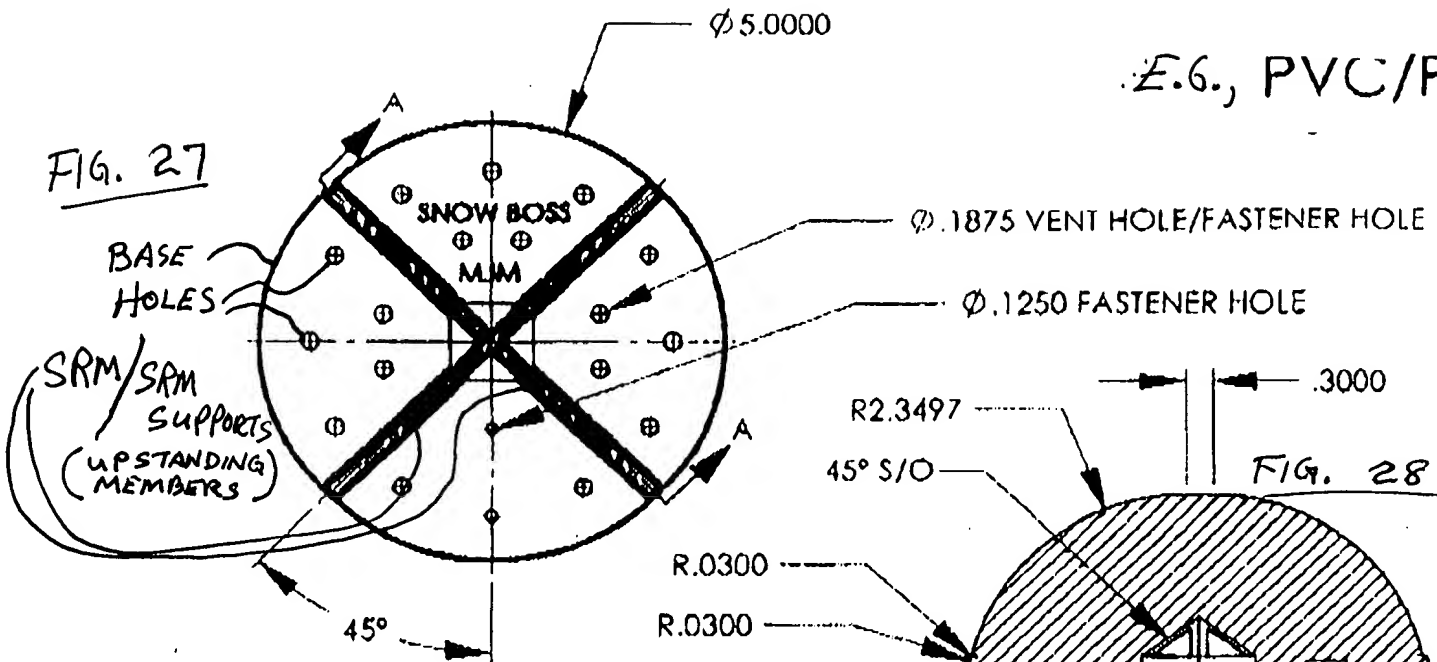 Ø5.0000
E.G., PVC/P
A
FIG. 27
SNOW BOSS
Ø.1875 VENT HOLE/FASTENER HOLE
BASE
MJM
HOLES
Ø.1250 FASTENER HOLE
SRM/SRM
SUPPORTS
(UPSTANDING
MEMBERS)
.3000
R2.3497
A
45° S/O
FIG. 28
R.0300
R.0300
45°